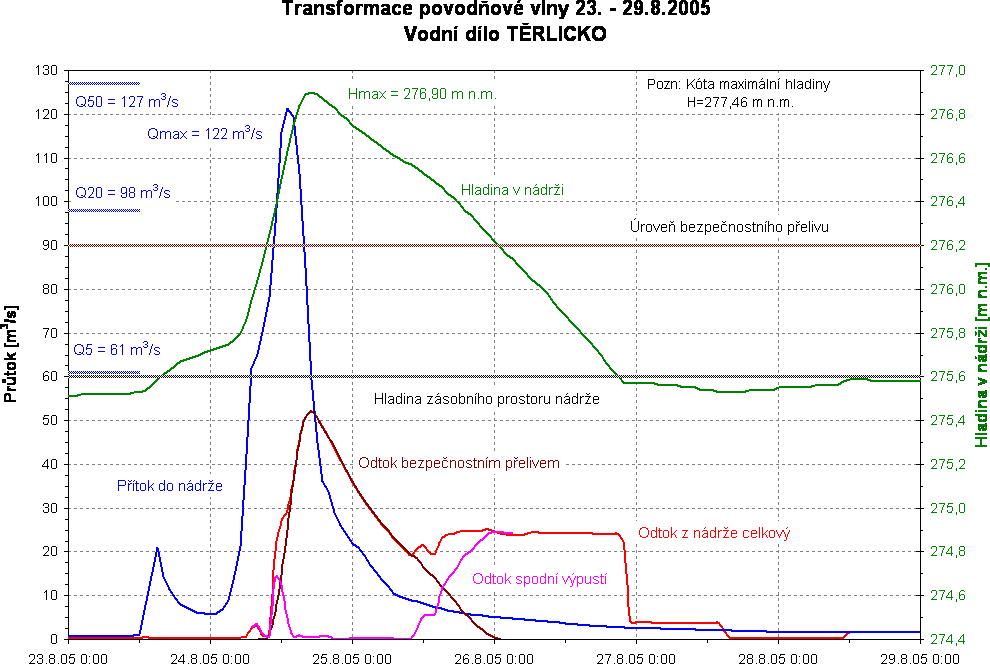 Transformace povodňové vlny 23. - 29.8.2005
Vodní dílo TĚRLICKO
130
120
110
100
90
80
70
60
50
40
30
20
10
0
Průtok [m³/s]
277,0
276,8
276,6
276,4
276,2
276,0
275,8
275,6
275,4
275,2
275,0
274,8
274,6
274,4
Hladina v nádrži [m n.m.]
Q50 = 127 m³/s
Qmax = 122 m³/s
Hmax = 276,90 m n.m.
Pozn: Kóta maximální hladiny
H=277,46 m n.m.
Q20 = 98 m³/s
Hladina v nádrži
Úroveň bezpečnostního přelivu
Q5 = 61 m³/s
Hladina zásobního prostoru nádrže
Odtok bezpečnostním přelivem
Přítok do nádrže
Odtok z nádrže celkový
Odtok spodní výpustí
23.8.05 0:00
24.8.05 0:00
25.8.05 0:00
26.8.05 0:00
27.8.05 0:00
28.8.05 0:00
29.8.05 0:00